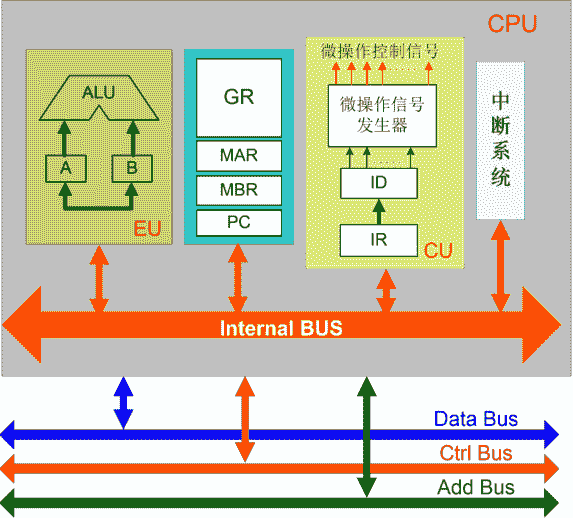 CPU
ALU
A
B
EU
GR
MAR
MBR
PC
微操作控制信号
微操作信号
发生器
ID
IR
CU
中
断
系
统
Internal BUS
Data Bus
Ctrl Bus
Add Bus